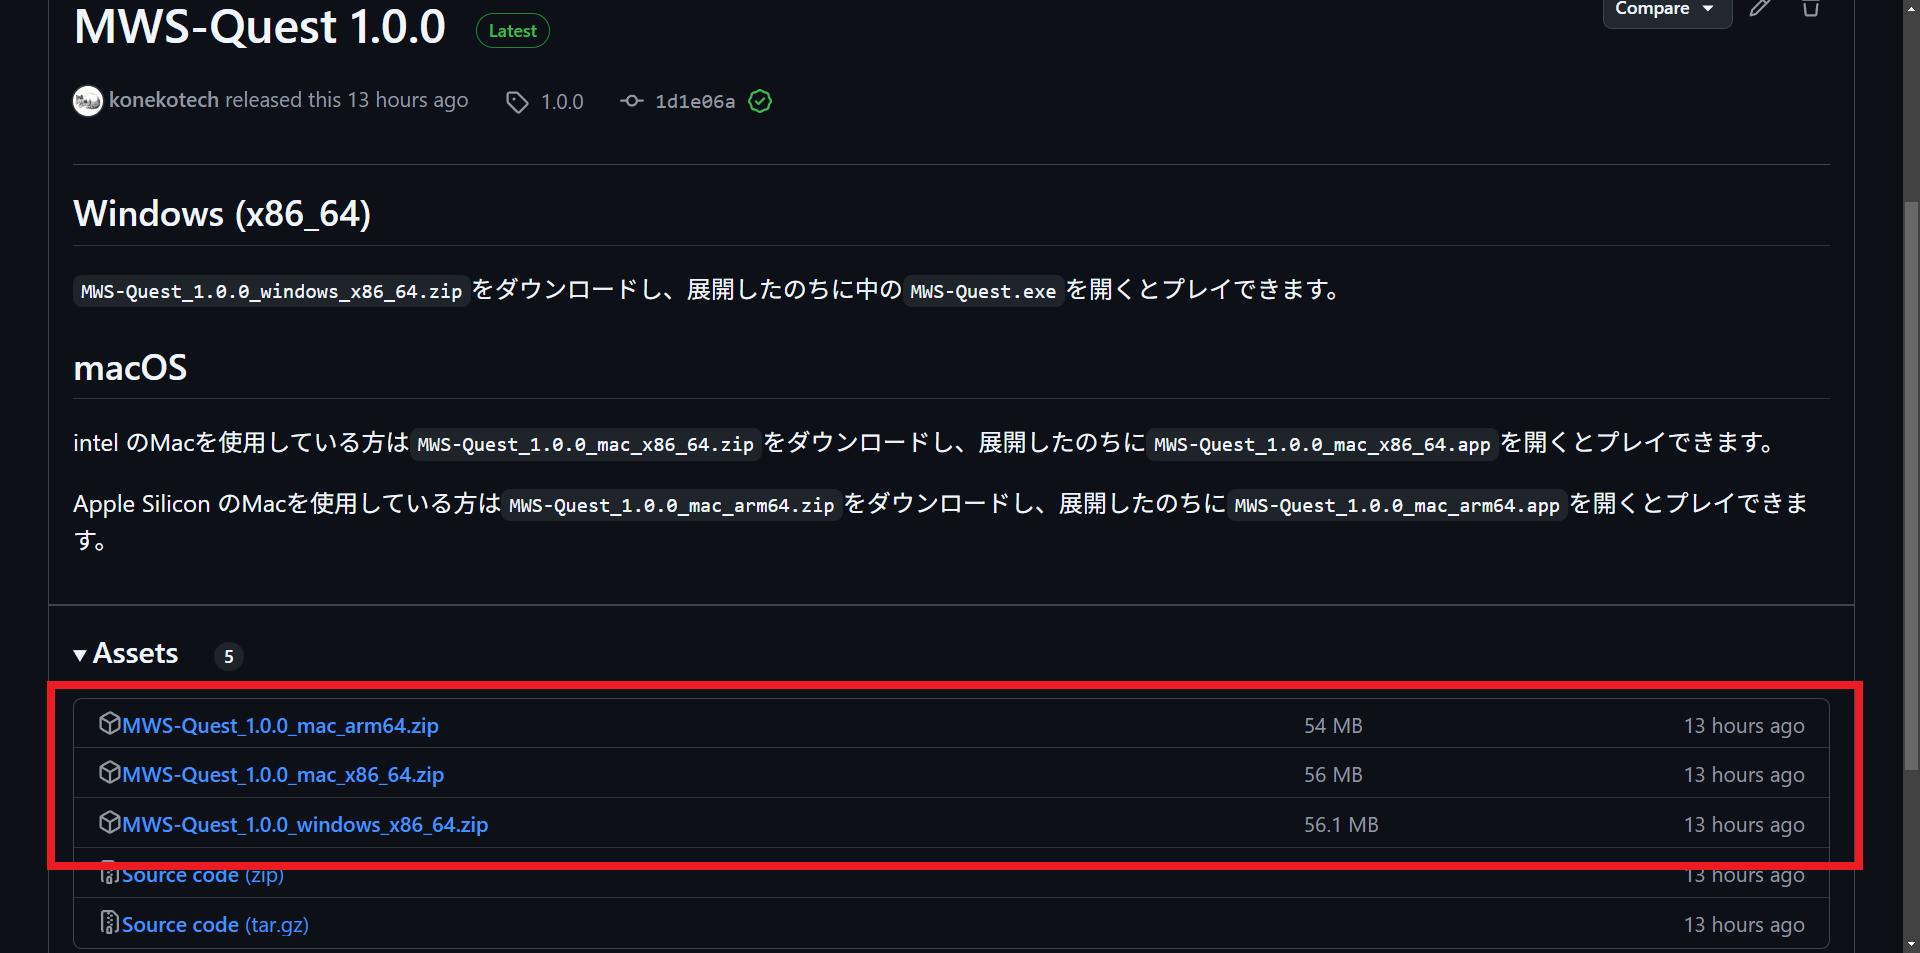 MWS-Quest 1.0.0 Latest Compare
konekotech released this 13 hours ago 1.0.0 1d1e06a
Windows (x86_64)
MWS-Quest_1.0.0_windows_x86_64.zip をダウンロードし、展開したのちに中の MWS-Quest.exe を開くとプレイできます。
macOS
intel のMacを使用している方は MWS-Quest_1.0.0_mac_x86_64.zip をダウンロードし、展開したのちに MWS-Quest_1.0.0_mac_x86_64.app を開くとプレイできます。
Apple Silicon のMacを使用している方は MWS-Quest_1.0.0_mac_arm64.zip をダウンロードし、展開したのちに MWS-Quest_1.0.0_mac_arm64.app を開くとプレイできま
す。
Assets 5
MWS-Quest_1.0.0_mac_arm64.zip 54 MB 13 hours ago
MWS-Quest_1.0.0_mac_x86_64.zip 56 MB 13 hours ago
MWS-Quest_1.0.0_windows_x86_64.zip 56.1 MB 13 hours ago
Source code (zip) 13 hours ago
Source code (tar.gz) 13 hours ago